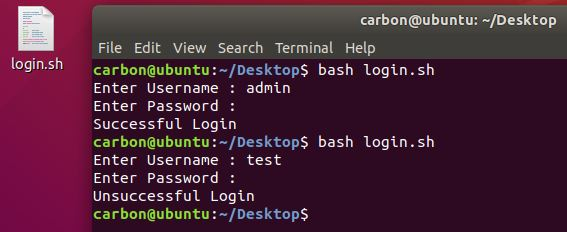 login.sh
carbon@ubuntu: ~/Desktop
File Edit View Search Terminal Help
carbon@ubuntu:~/Desktop$ bash login.sh
Enter Username : admin
Enter Password :
Successful Login
carbon@ubuntu:~/Desktop$ bash login.sh
Enter Username : test
Enter Password :
Unsuccessful Login
carbon@ubuntu:~/Desktop$